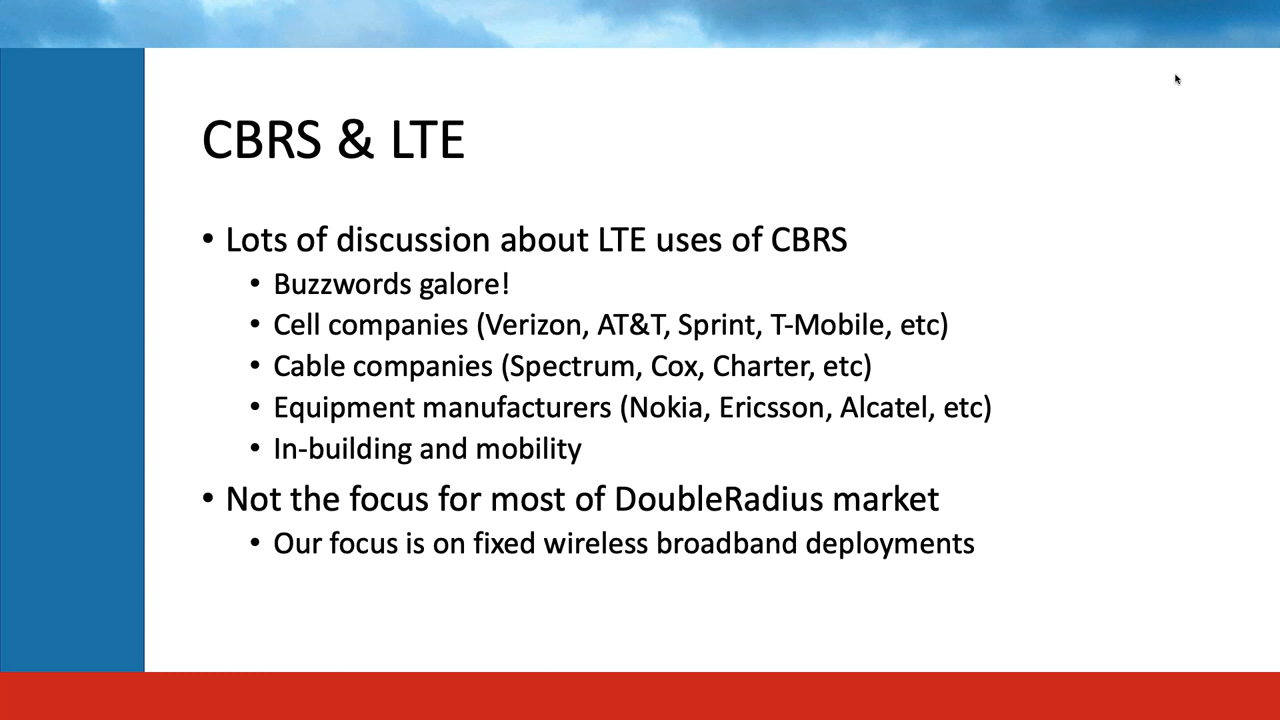 CBRS & LTE
• Lots of discussion about LTE uses of CBRS
• Buzzwords galore!
• Cell companies (Verizon, AT&T, Sprint, T-Mobile, etc)
• Cable companies (Spectrum, Cox, Charter, etc)
• Equipment manufacturers (Nokia, Ericsson, Alcatel, etc)
• In-building and mobility
• Not the focus for most of DoubleRadius market
• Our focus is on fixed wireless broadband deployments